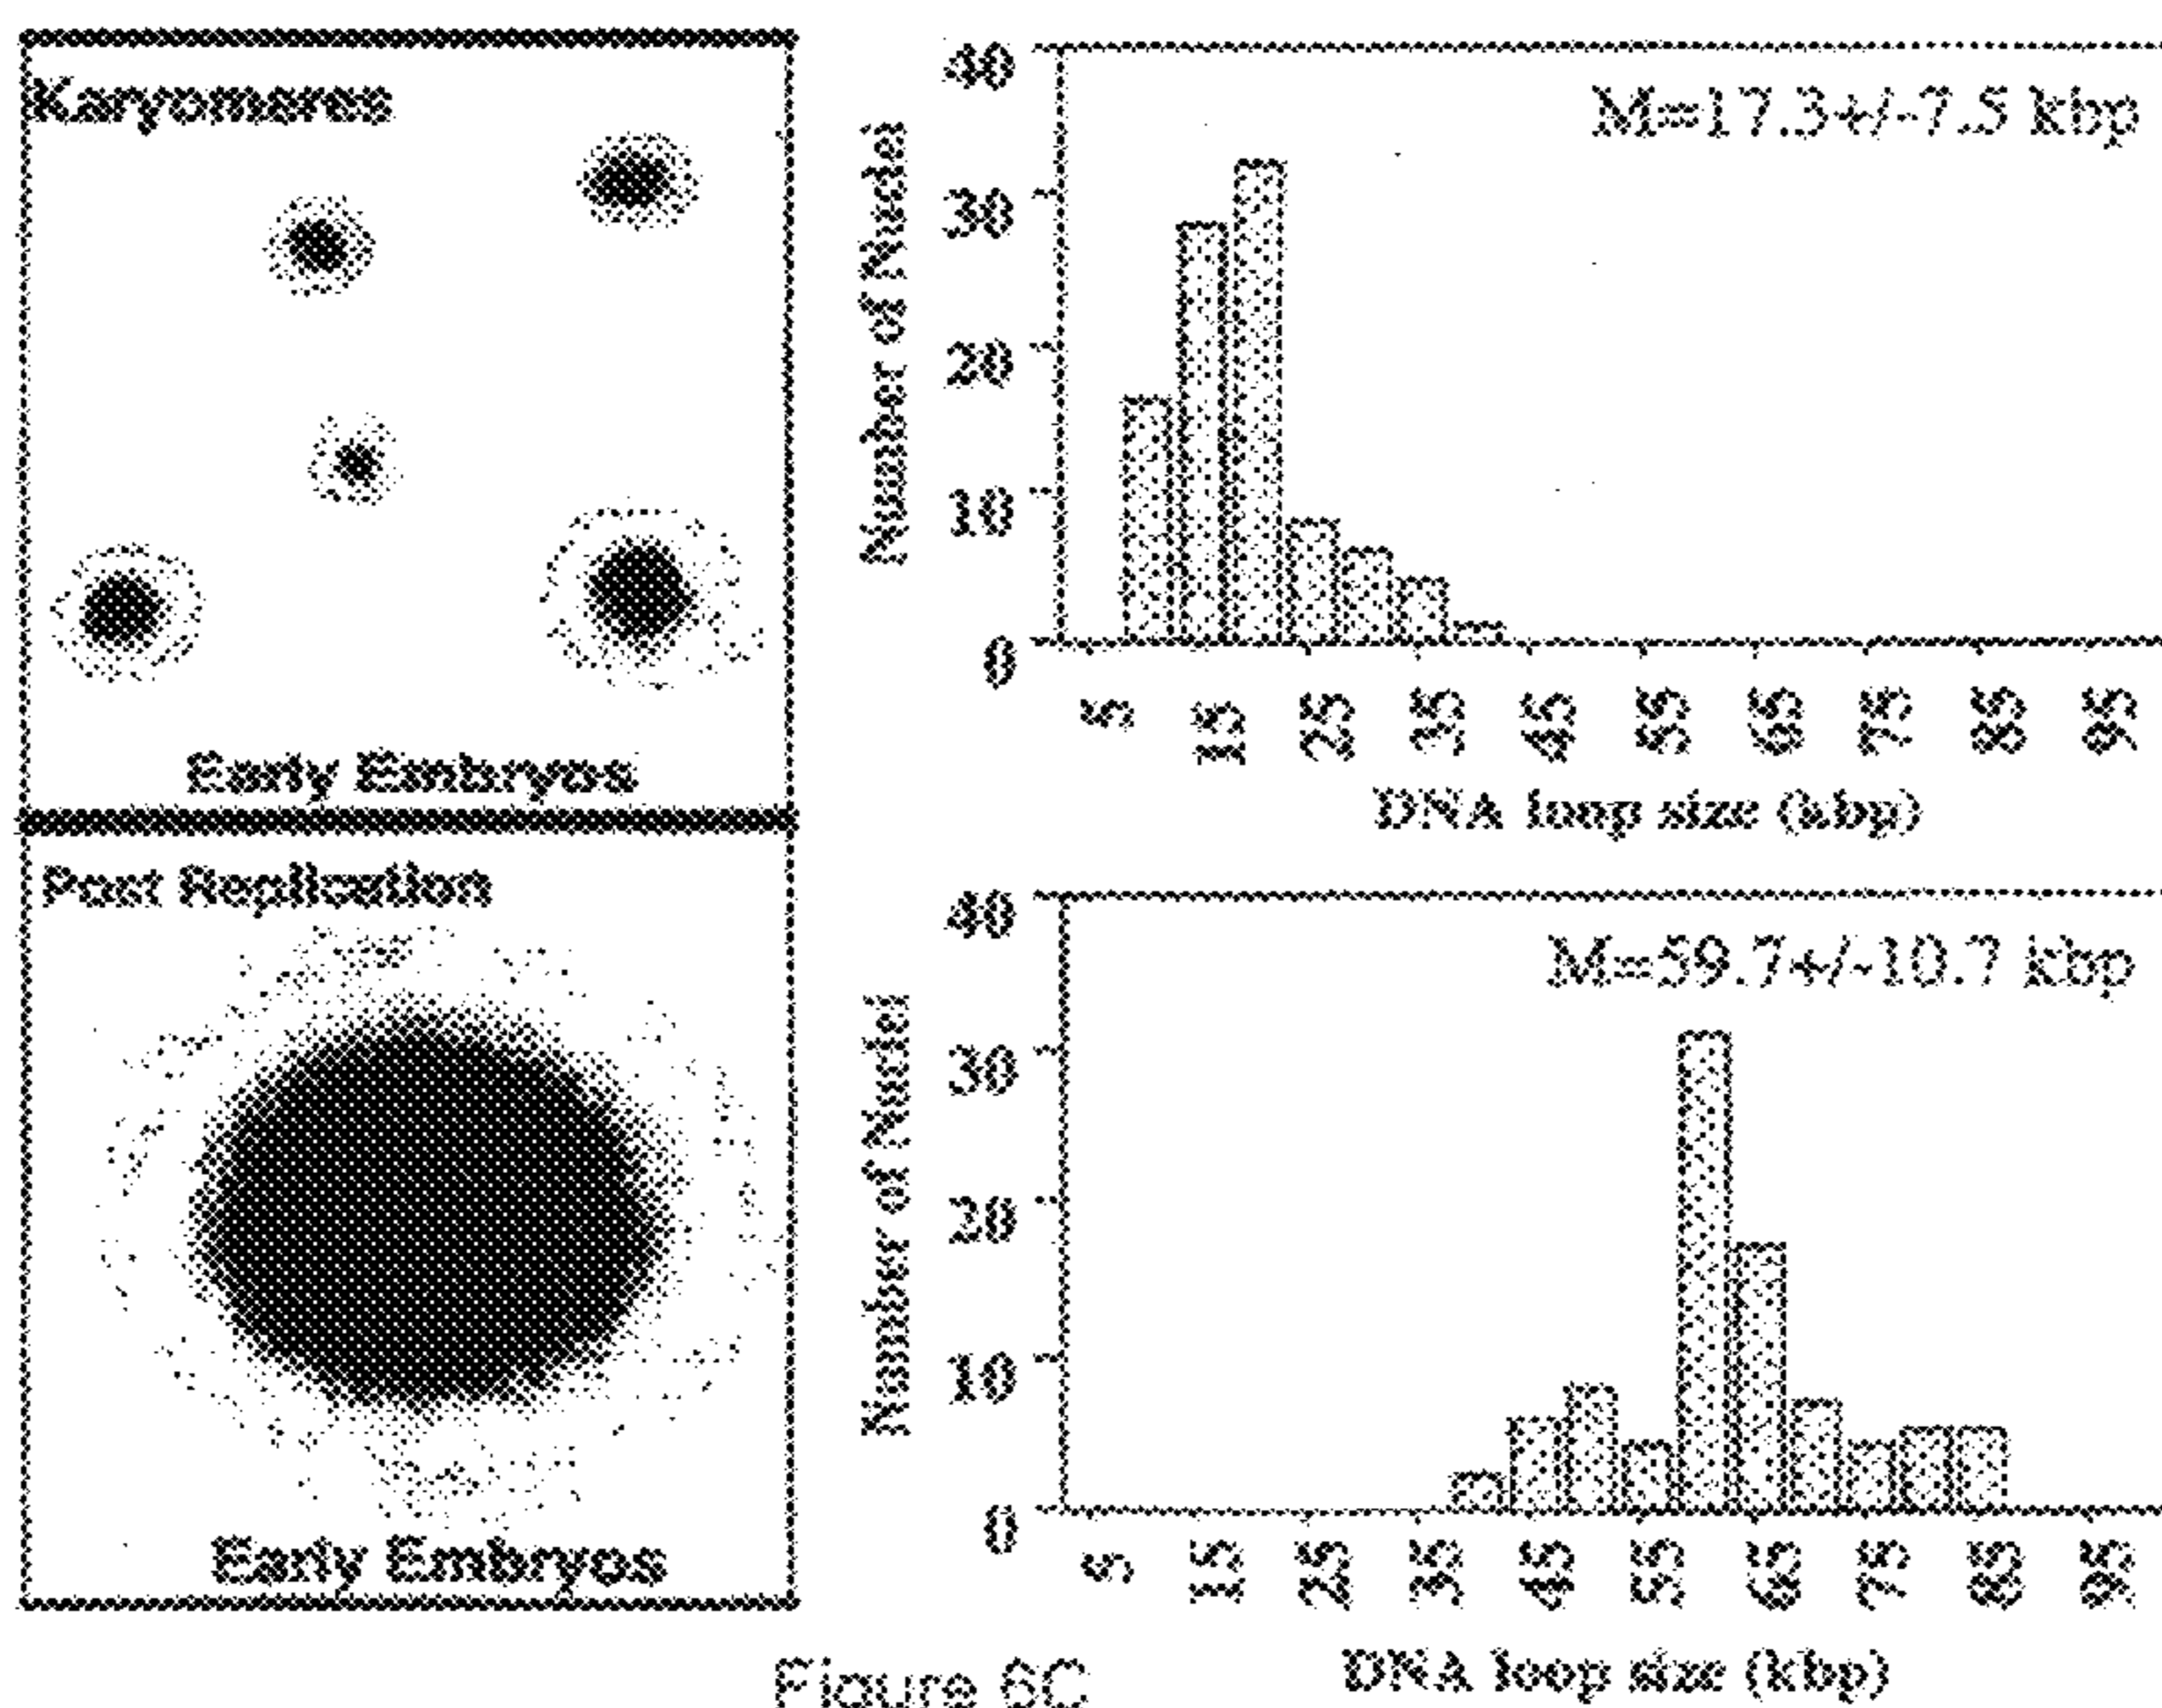 Karyomeres
Early Embryos
40
30
20
10
0
Number of Nuclei
M=17.3+/-7.5 kbp
5 15 25 35 45 55 65 75 85 95
DNA loop size (kbp)
Post Replication
Early Embryos
40
30
20
10
0
Number of Nuclei
M=59.7+/-10.7 kbp
5 15 25 35 45 55 65 75 85 95
DNA loop size (kbp)
Figure 6C